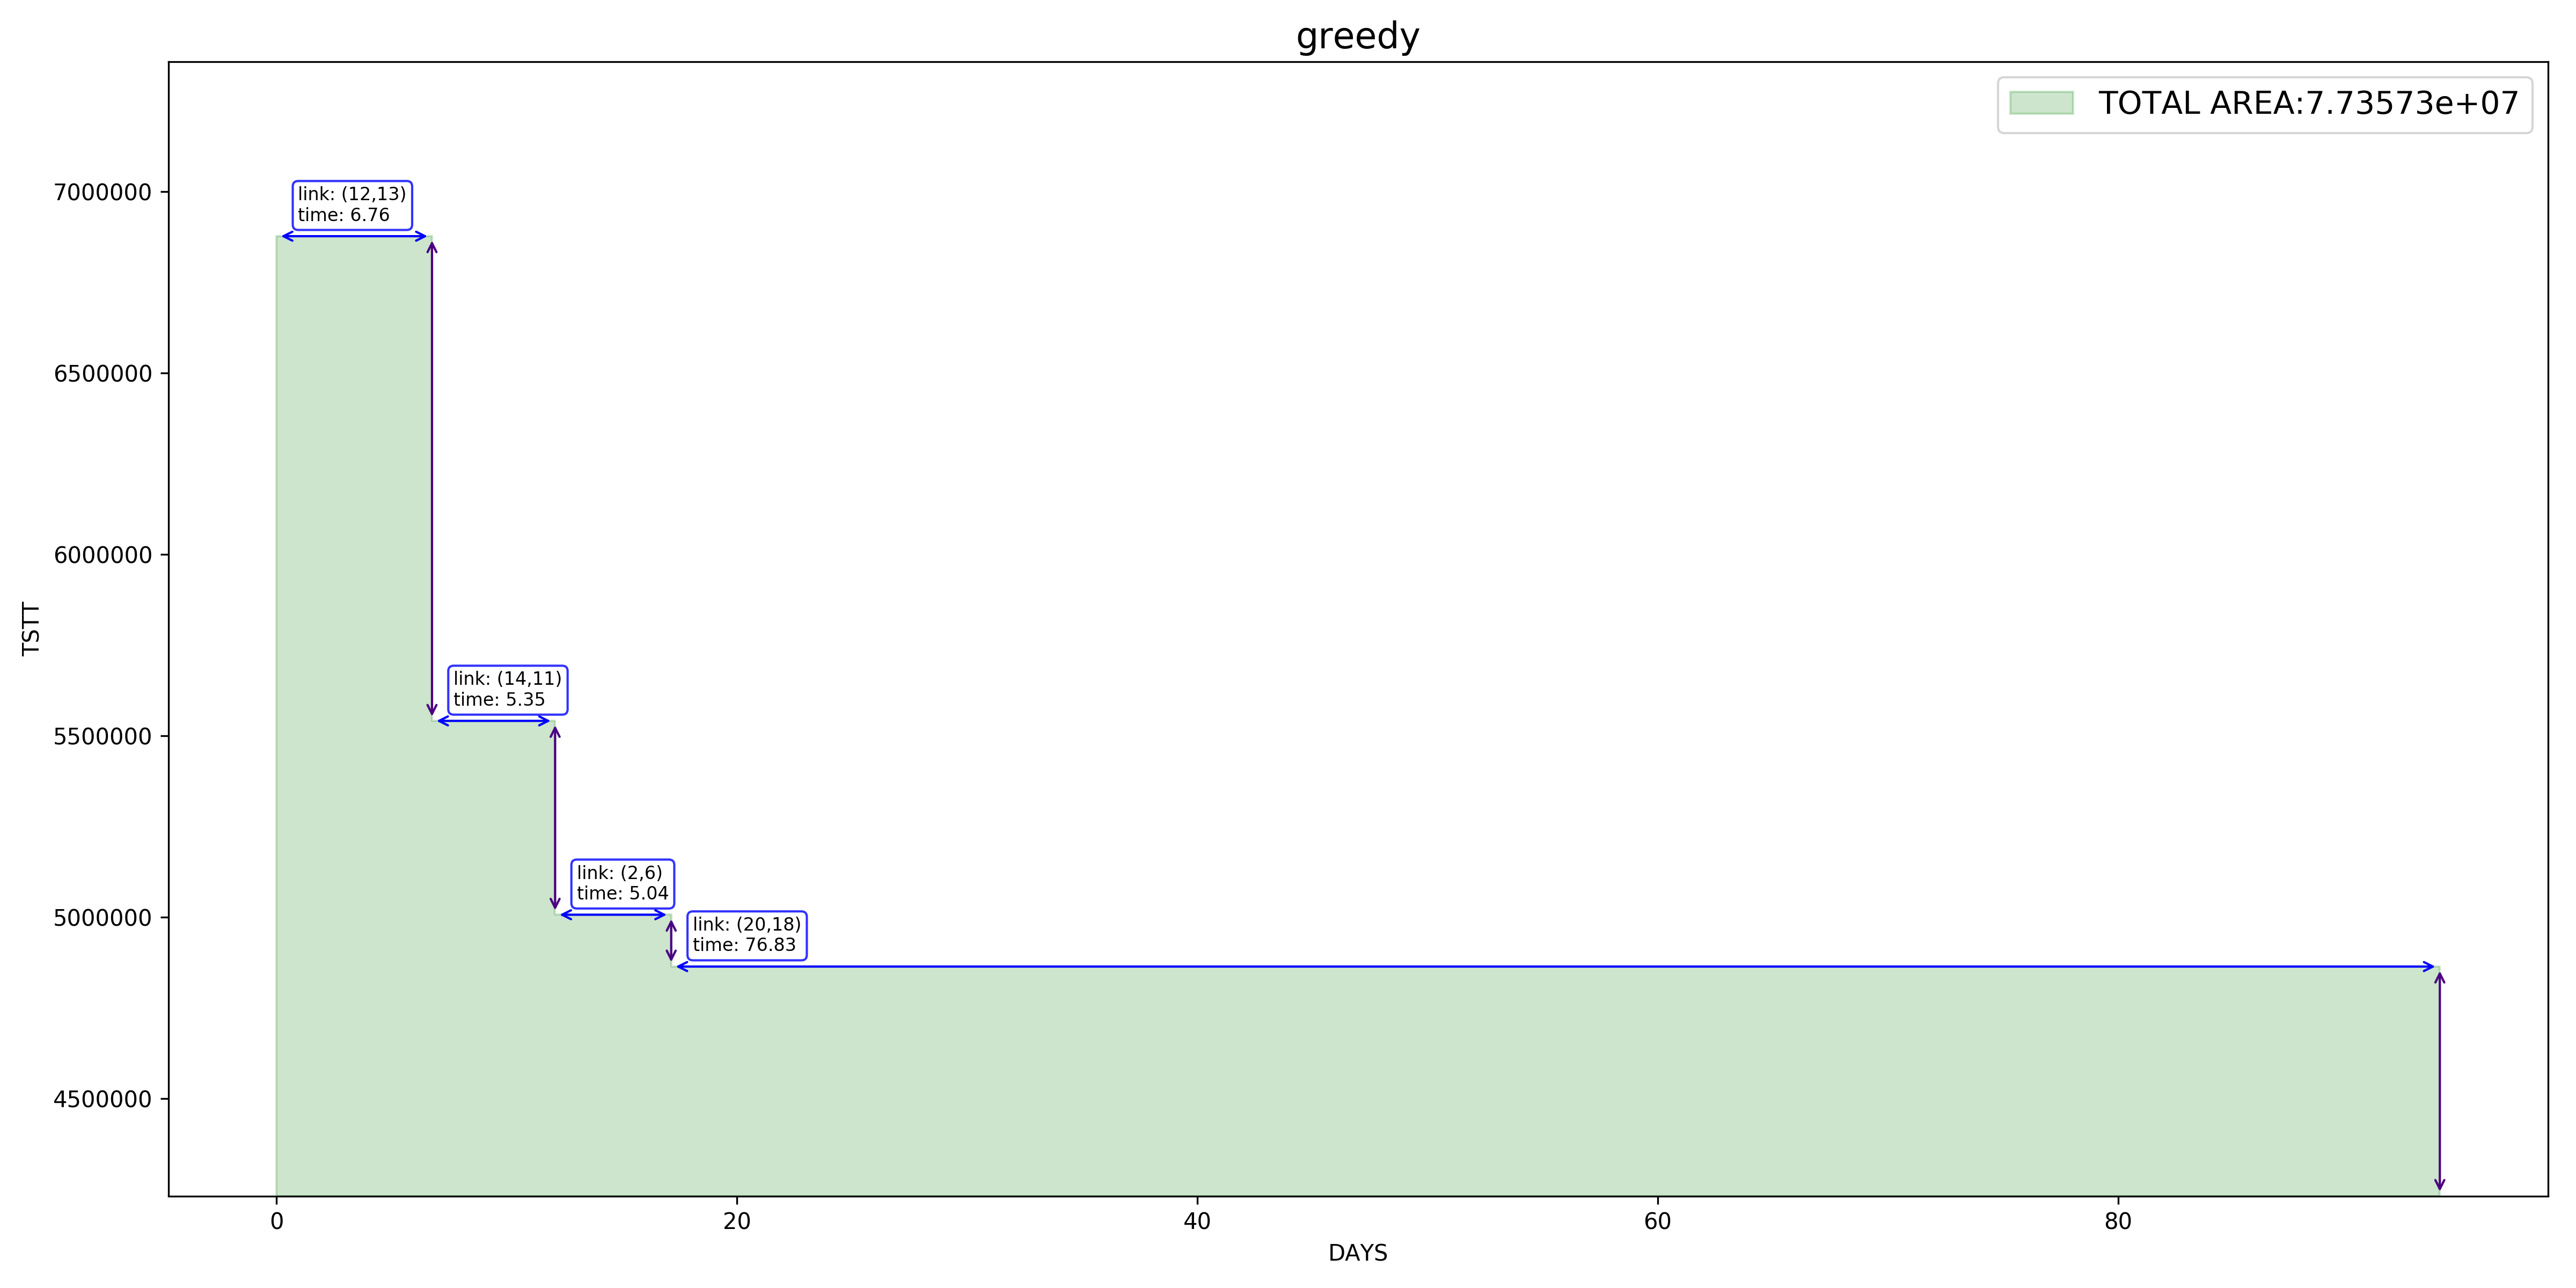 greedy
TOTAL AREA:7.73573e+07
7000000
6500000
6000000
5500000
5000000
4500000
TSTT
link: (12,13)
time: 6.76
link: (14,11)
time: 5.35
link: (2,6)
time: 5.04
link: (20,18)
time: 76.83
0
20
40
60
80
DAYS